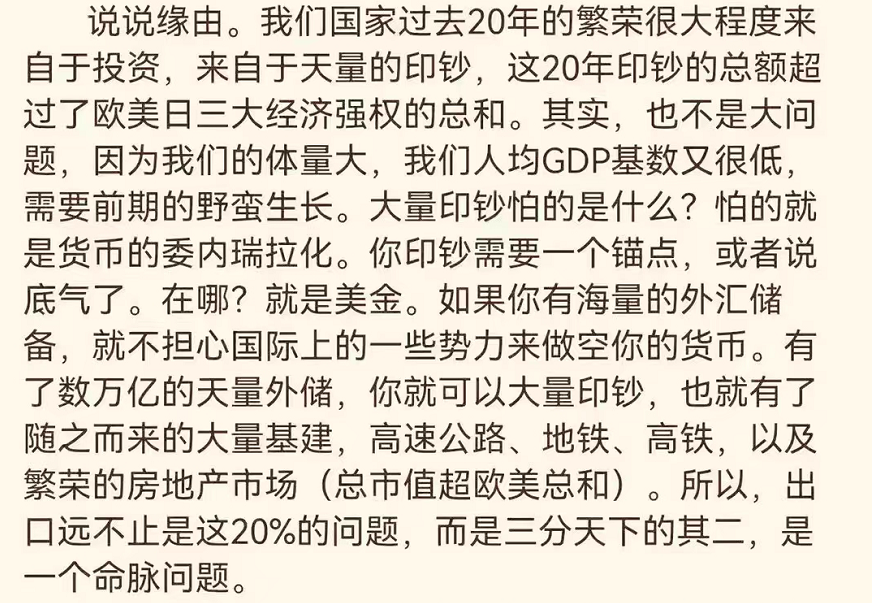 说说缘由。我们国家过去20年的繁荣很大程度来
自于投资，来自于天量的印钞，这20年印钞的总额超
过了欧美日三大经济强权的总和。其实，也不是大问
题，因为我们的体量大，我们人均GDP基数又很低，
需要前期的野蛮生长。大量印钞怕的是什么？怕的就
是货币的委内瑞拉化。你印钞需要一个锚点，或者说
底气了。在哪？就是美金。如果你有海量的外汇储
备，就不担心国际上的一些势力来做空你的货币。有
了数万亿的天量外储，你就可以大量印钞，也就有了
随之而来的大量基建，高速公路、地铁、高铁，以及
繁荣的房地产市场（总市值超欧美总和）。所以，出
口远不止是这20%的问题，而是三分天下的其二，是
一个命脉问题。